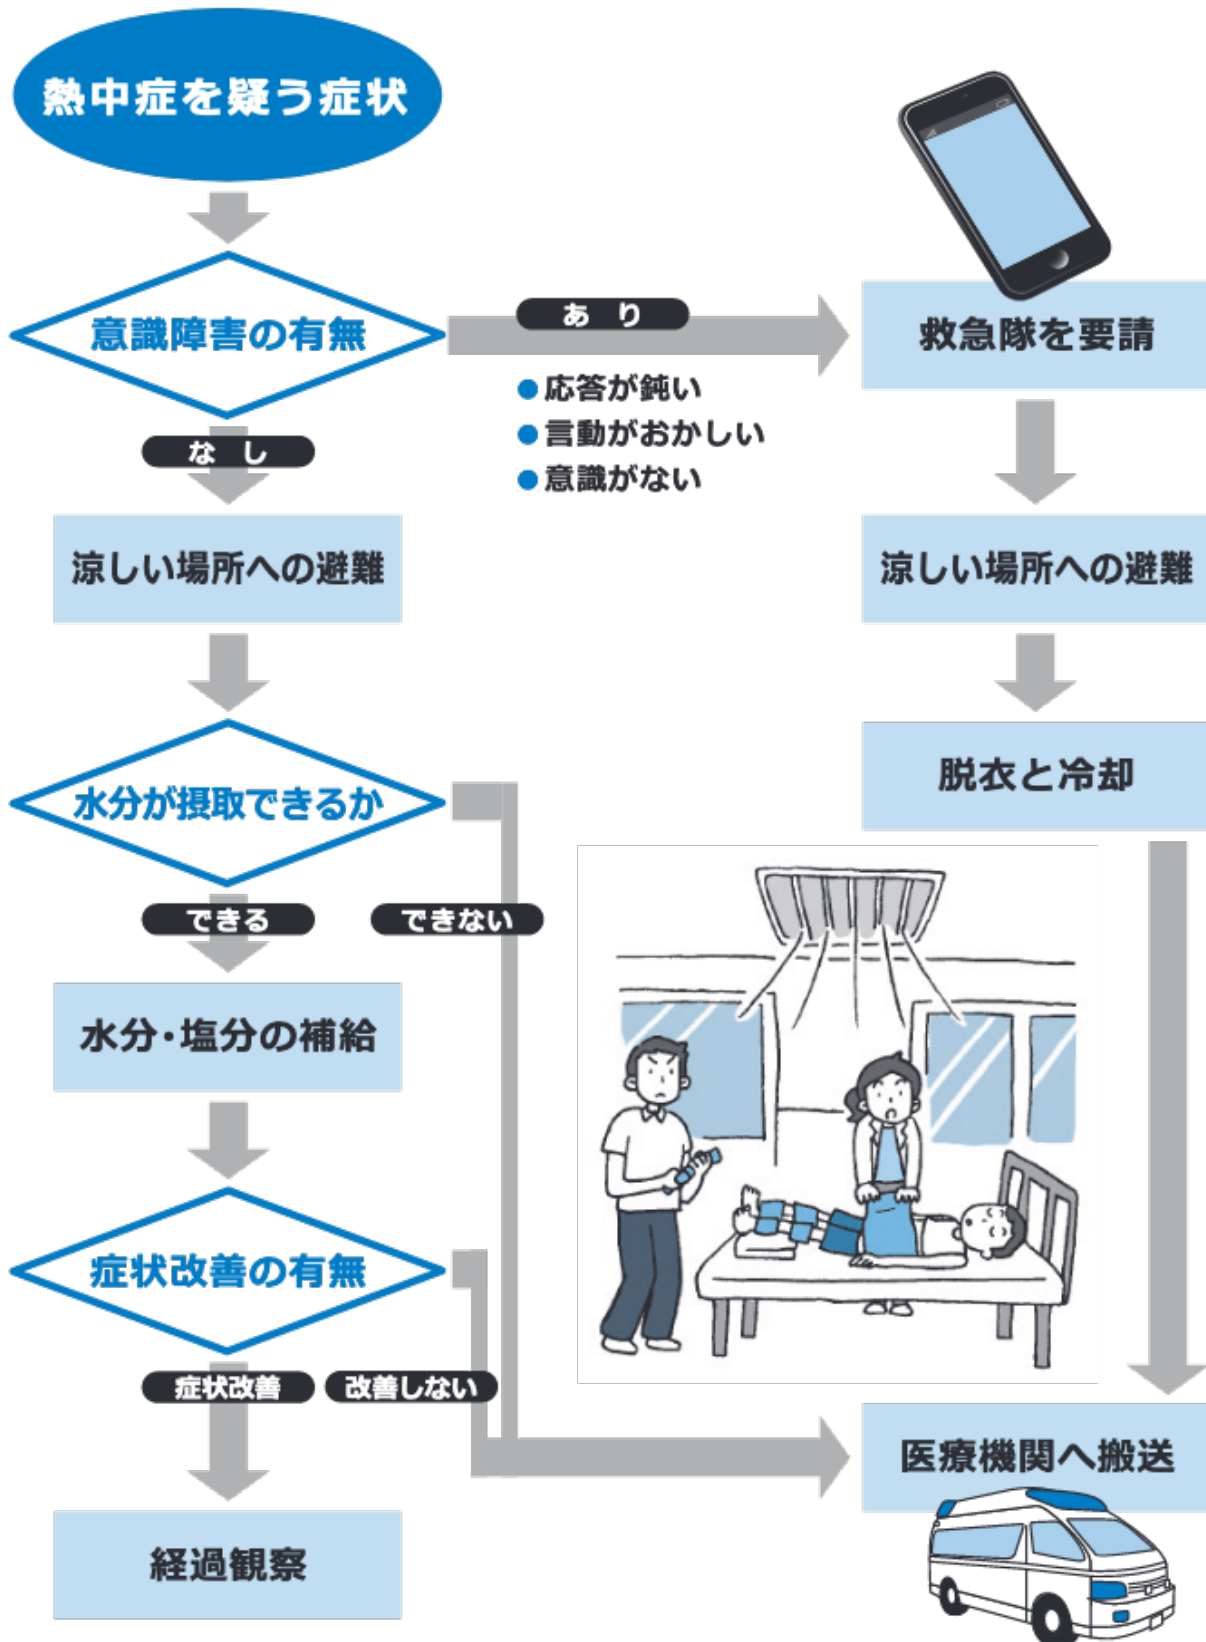 熱中症を疑う症状
意識障害の有無
あり
● 応答が鈍い
● 言動がおかしい
● 意識がない
救急隊を要請
なし
涼しい場所への避難
涼しい場所への避難
水分が摂取できるか
脱衣と冷却
できる
できない
水分・塩分の補給
症状改善の有無
症状改善
改善しない
医療機関へ搬送
経過観察